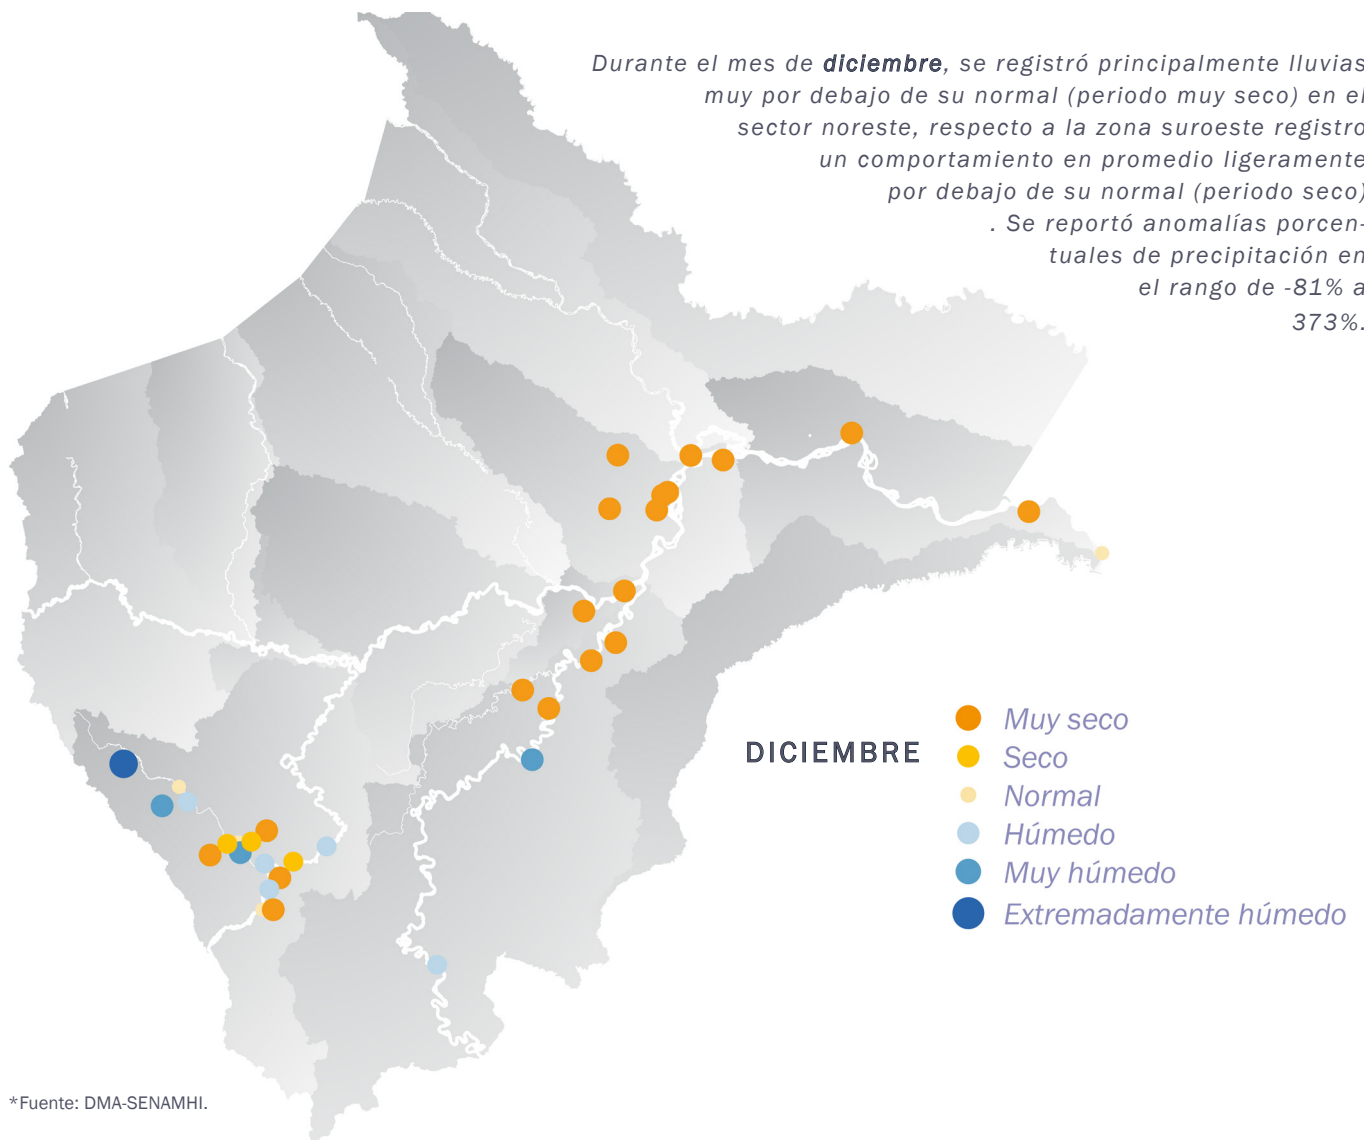 Durante el mes de diciembre, se registró principalmente lluvias
muy por debajo de su normal (periodo muy seco) en el
sector noreste, respecto a la zona suroeste registro
un comportamiento en promedio ligeramente
por debajo de su normal (periodo seco)
. Se reportó anomalías porcen-
tuales de precipitación en
el rango de -81% a
373%.
DICIEMBRE
Muy seco
Seco
Normal
Húmedo
Muy húmedo
Extremadamente húmedo
*Fuente: DMA-SENAMHI.